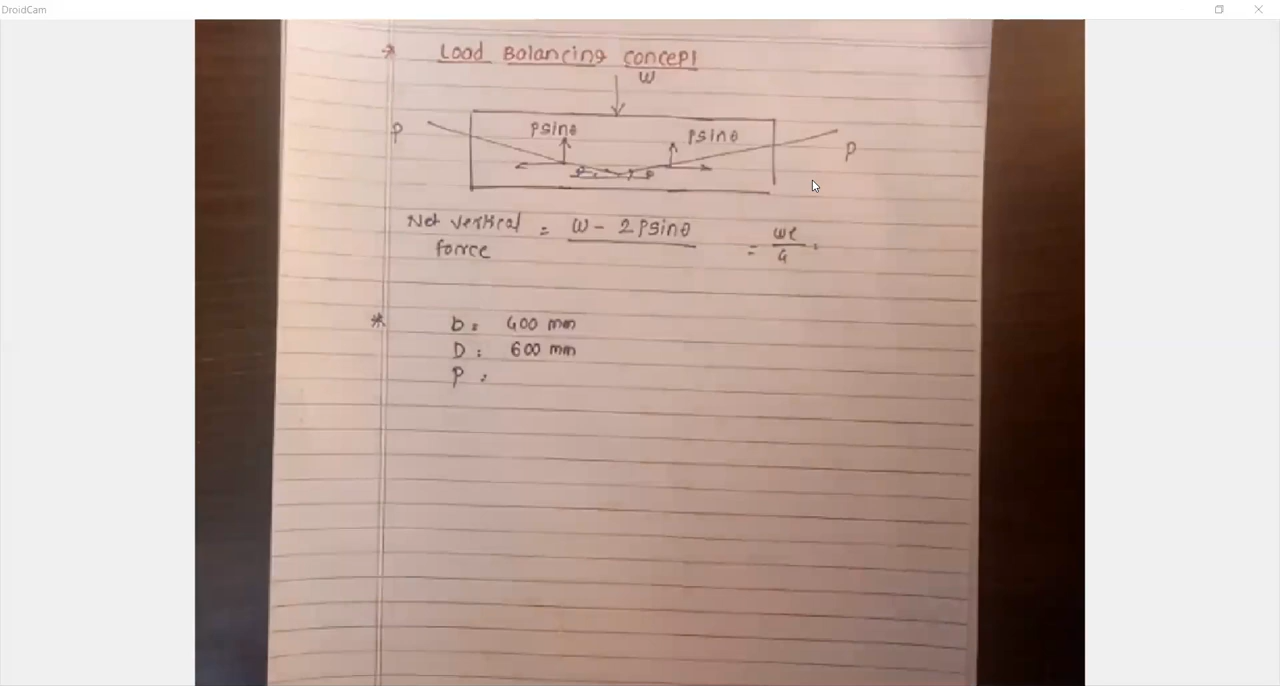 DroidCam
→ Load Balancing Concept
W
P
Psinθ
Psinθ
P
θ θ
Net vertical force = W - 2Psinθ = Wl/4
* b = 400 mm
D : 600 mm
P :